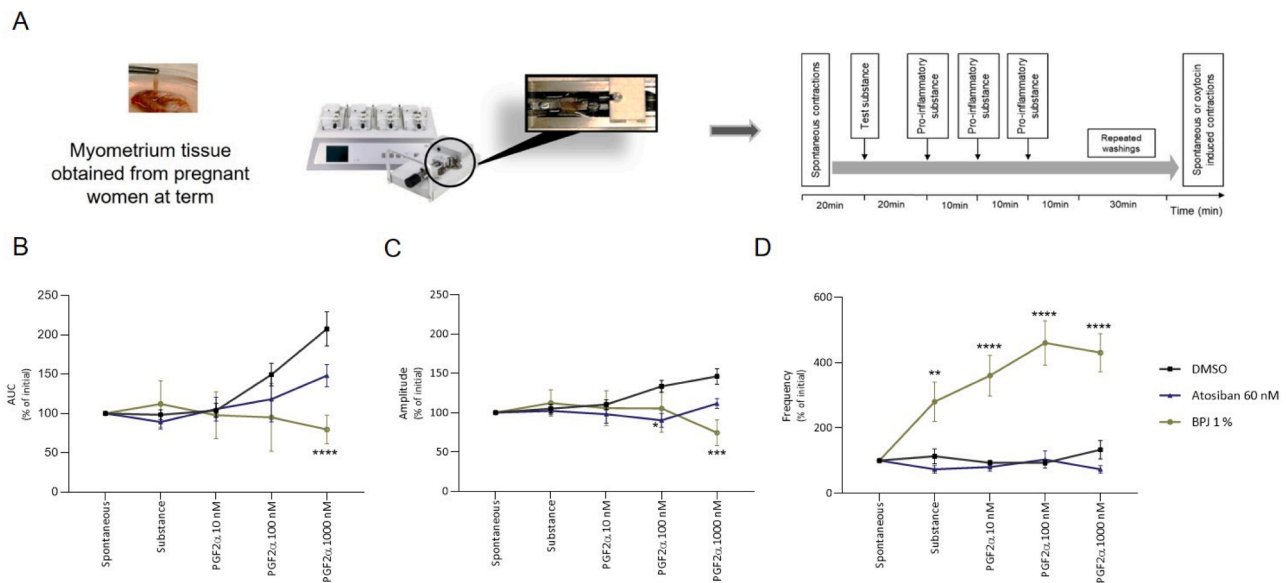 A
Myometrium tissue
obtained from pregnant
women at term
Spontaneous contractions
Test substance
Pro-inflammatory
substance
Pro-inflammatory
substance
Pro-inflammatory
substance
Repeated
washings
Spontaneous or oxytocin
induced contractions
20min
20min
10min
10min
10min
30min
Time (min)
B
AUC
(% of initial)
250
200
150
100
50
0
****
Spontaneous
Substance
PGF2α 10 nM
PGF2α 100 nM
PGF2α 1000 nM
C
Amplitude
(% of initial)
250
200
150
100
50
0
*
***
Spontaneous
Substance
PGF2α 10 nM
PGF2α 100 nM
PGF2α 1000 nM
D
Frequency
(% of initial)
600
400
200
0
**
****
****
****
Spontaneous
Substance
PGF2α 10 nM
PGF2α 100 nM
PGF2α 1000 nM
DMSO
Atosiban 60 nM
BPJ 1 %